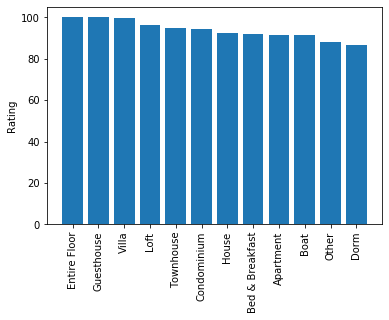 100
80
60
40
20
0
Rating
Entire Floor
Guesthouse
Villa
Loft
Townhouse
Condominium
House
Bed & Breakfast
Apartment
Boat
Other
Dorm